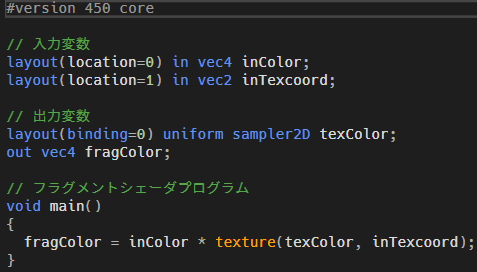 #version 450 core
// 入力変数
layout(location=0) in vec4 inColor;
layout(location=1) in vec2 inTexcoord;
// 出力変数
layout(binding=0) uniform sampler2D texColor;
out vec4 fragColor;
// フラグメントシェーダプログラム
void main()
{
  fragColor = inColor * texture(texColor, inTexcoord);
}